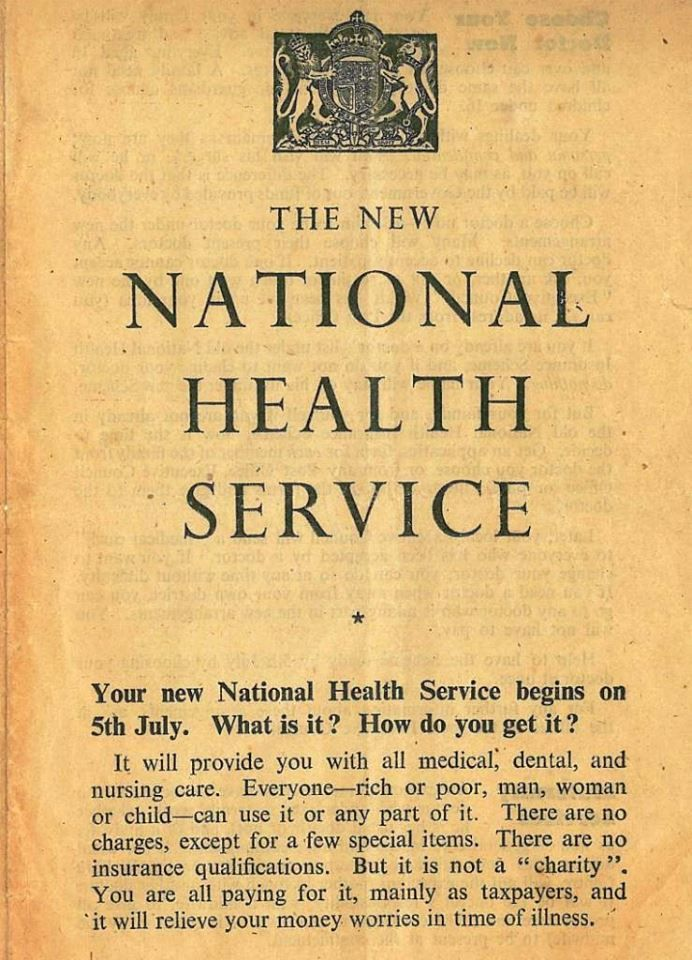 THE NEW
NATIONAL
HEALTH
SERVICE
*
Your new National Health Service begins on
5th July. What is it? How do you get it?
It will provide you with all medical, dental, and
nursing care. Everyone—rich or poor, man, woman
or child—can use it or any part of it. There are no
charges, except for a few special items. There are no
insurance qualifications. But it is not a “charity”.
You are all paying for it, mainly as taxpayers, and
it will relieve your money worries in time of illness.